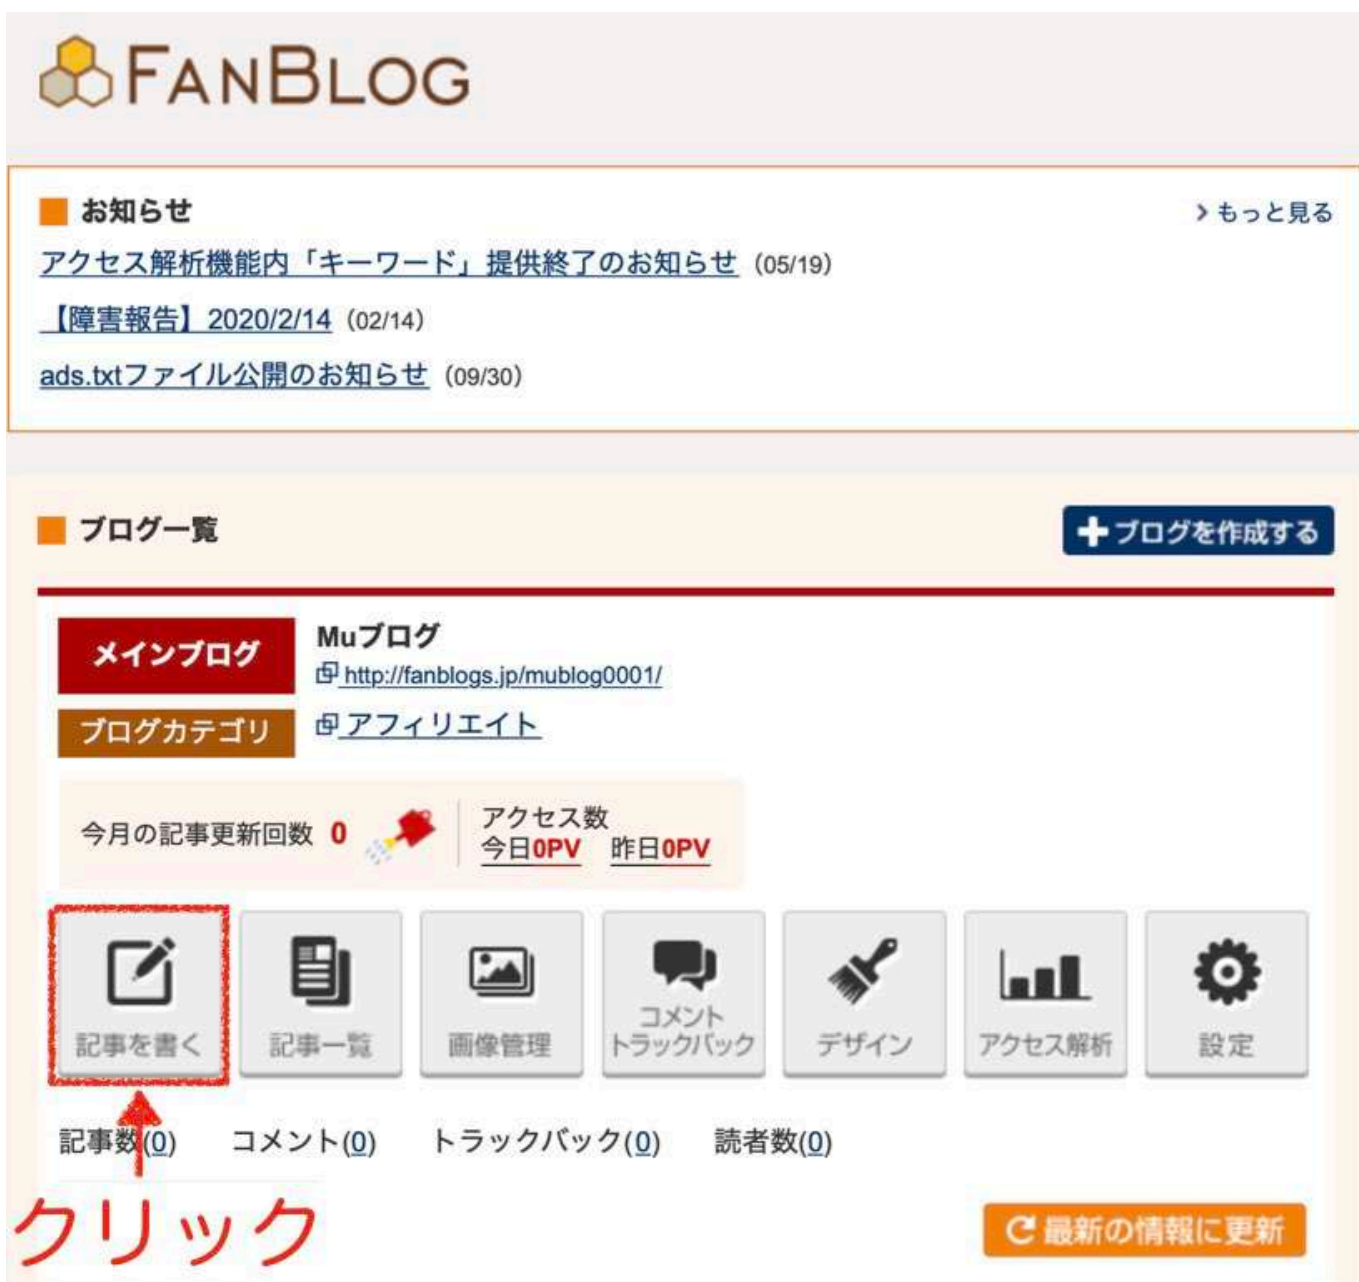 FANBLOG
お知らせ
もっと見る
アクセス解析機能内「キーワード」提供終了のお知らせ（05/19）
【障害報告】2020/2/14（02/14）
ads.txtファイル公開のお知らせ（09/30）
ブログ一覧
ブログを作成する
メインブログ
Muブログ
http://fanblogs.jp/mublog0001/
ブログカテゴリ
アフィリエイト
今月の記事更新回数 0
アクセス数
今日0PV 昨日0PV
記事を書く
記事一覧
画像管理
コメント
トラックバック
デザイン
アクセス解析
設定
記事数(0) コメント(0) トラックバック(0) 読者数(0)
クリック
最新の情報に更新